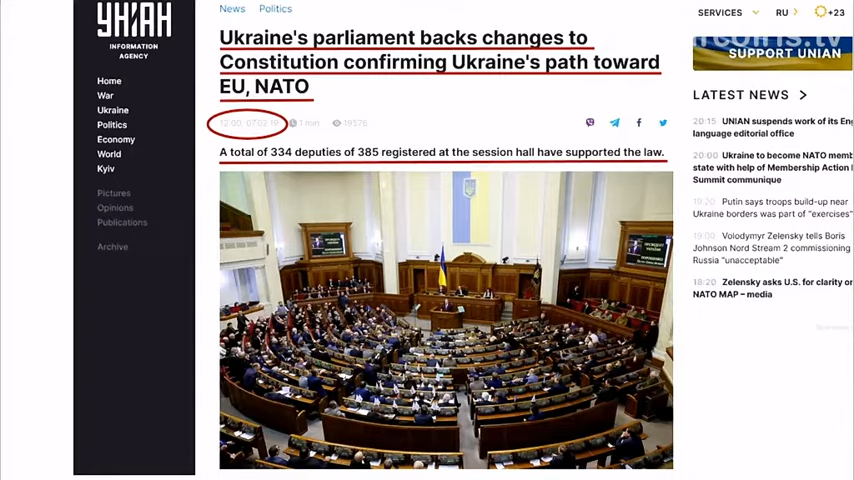 УНІАН
INFORMATION
AGENCY
Home
War
Ukraine
Politics
Economy
World
Kyiv
Pictures
Opinions
Publications
Archive
News Politics
Ukraine's parliament backs changes to
Constitution confirming Ukraine's path toward
EU, NATO
12:00, 07.02.19 1 min 19576
A total of 334 deputies of 385 registered at the session hall have supported the law.
SERVICES RU +23
SUPPORT UNIAN
LATEST NEWS
20:15 UNIAN suspends work of its En
language editorial office
20:00 Ukraine to become NATO memb
state with help of Membership Action
Summit communique
19:20 Putin says troops build-up near
Ukraine borders was part of "exercises"
19:00 Volodymyr Zelensky tells Boris
Johnson Nord Stream 2 commissioning
Russia "unacceptable"
18:20 Zelensky asks U.S. for clarity or
NATO MAP – media